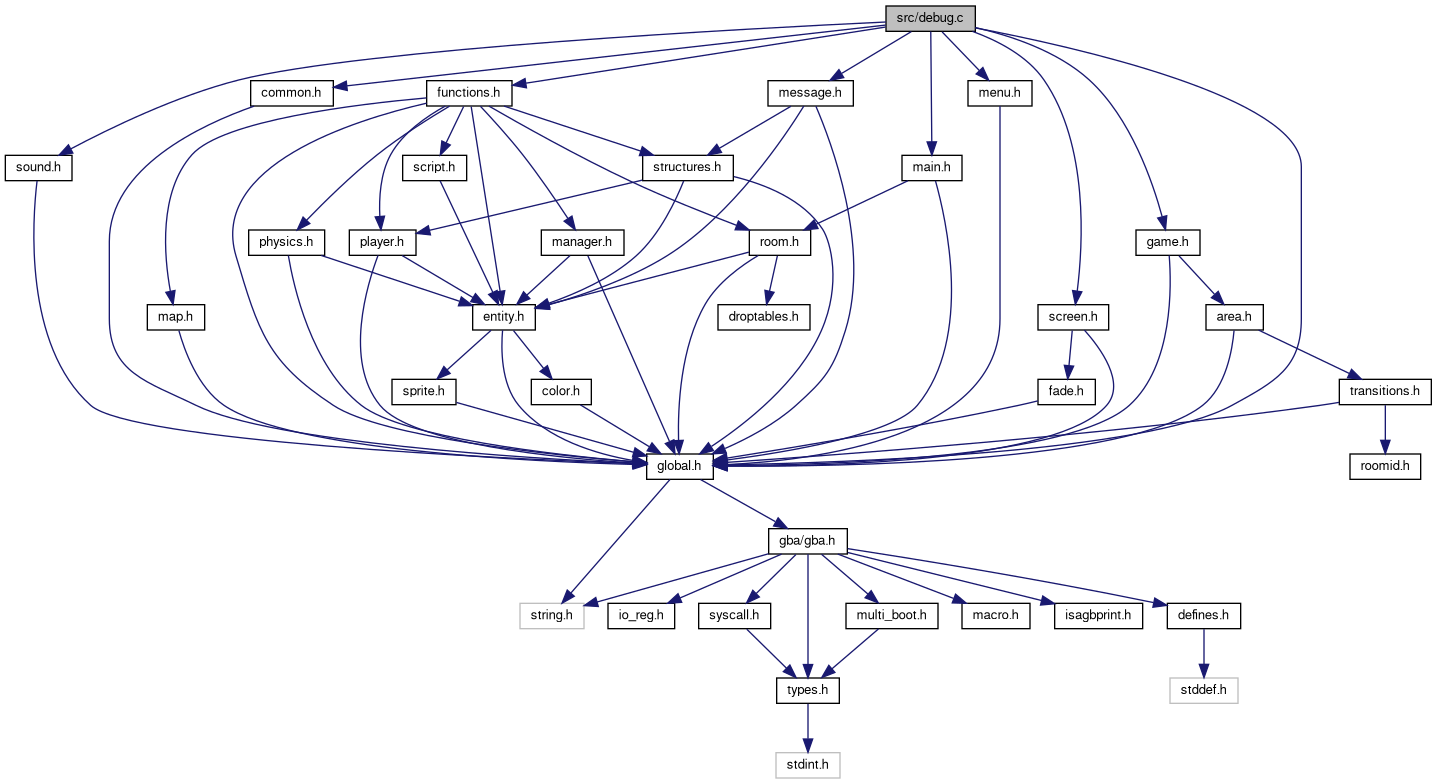 src/debug.c
common.h
functions.h
message.h
menu.h
sound.h
script.h
structures.h
main.h
physics.h
player.h
manager.h
room.h
game.h
map.h
entity.h
droptables.h
screen.h
area.h
sprite.h
color.h
fade.h
transitions.h
global.h
roomid.h
gba/gba.h
string.h
io_reg.h
syscall.h
multi_boot.h
macro.h
isagbprint.h
defines.h
types.h
stddef.h
stdint.h